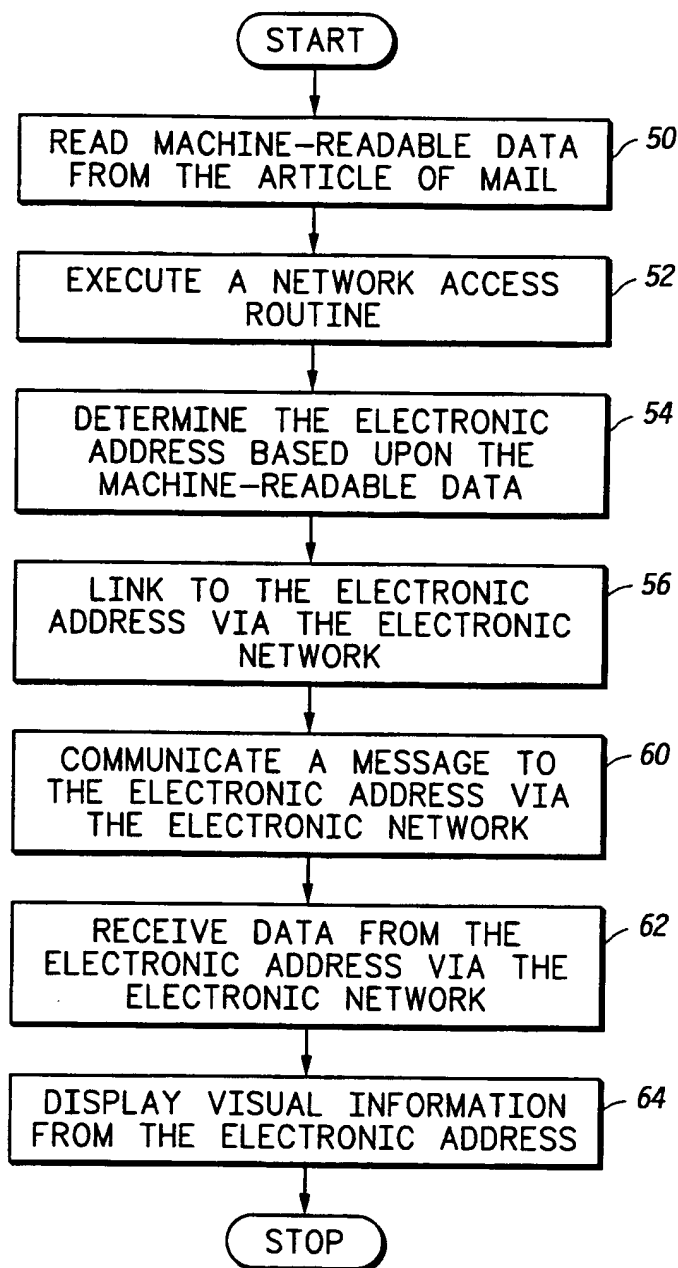 START
READ MACHINE-READABLE DATA
FROM THE ARTICLE OF MAIL
50
EXECUTE A NETWORK ACCESS
ROUTINE
52
DETERMINE THE ELECTRONIC
ADDRESS BASED UPON THE
MACHINE-READABLE DATA
54
LINK TO THE ELECTRONIC
ADDRESS VIA THE ELECTRONIC
NETWORK
56
COMMUNICATE A MESSAGE TO
THE ELECTRONIC ADDRESS VIA
THE ELECTRONIC NETWORK
60
RECEIVE DATA FROM THE
ELECTRONIC ADDRESS VIA THE
ELECTRONIC NETWORK
62
DISPLAY VISUAL INFORMATION
FROM THE ELECTRONIC ADDRESS
64
STOP